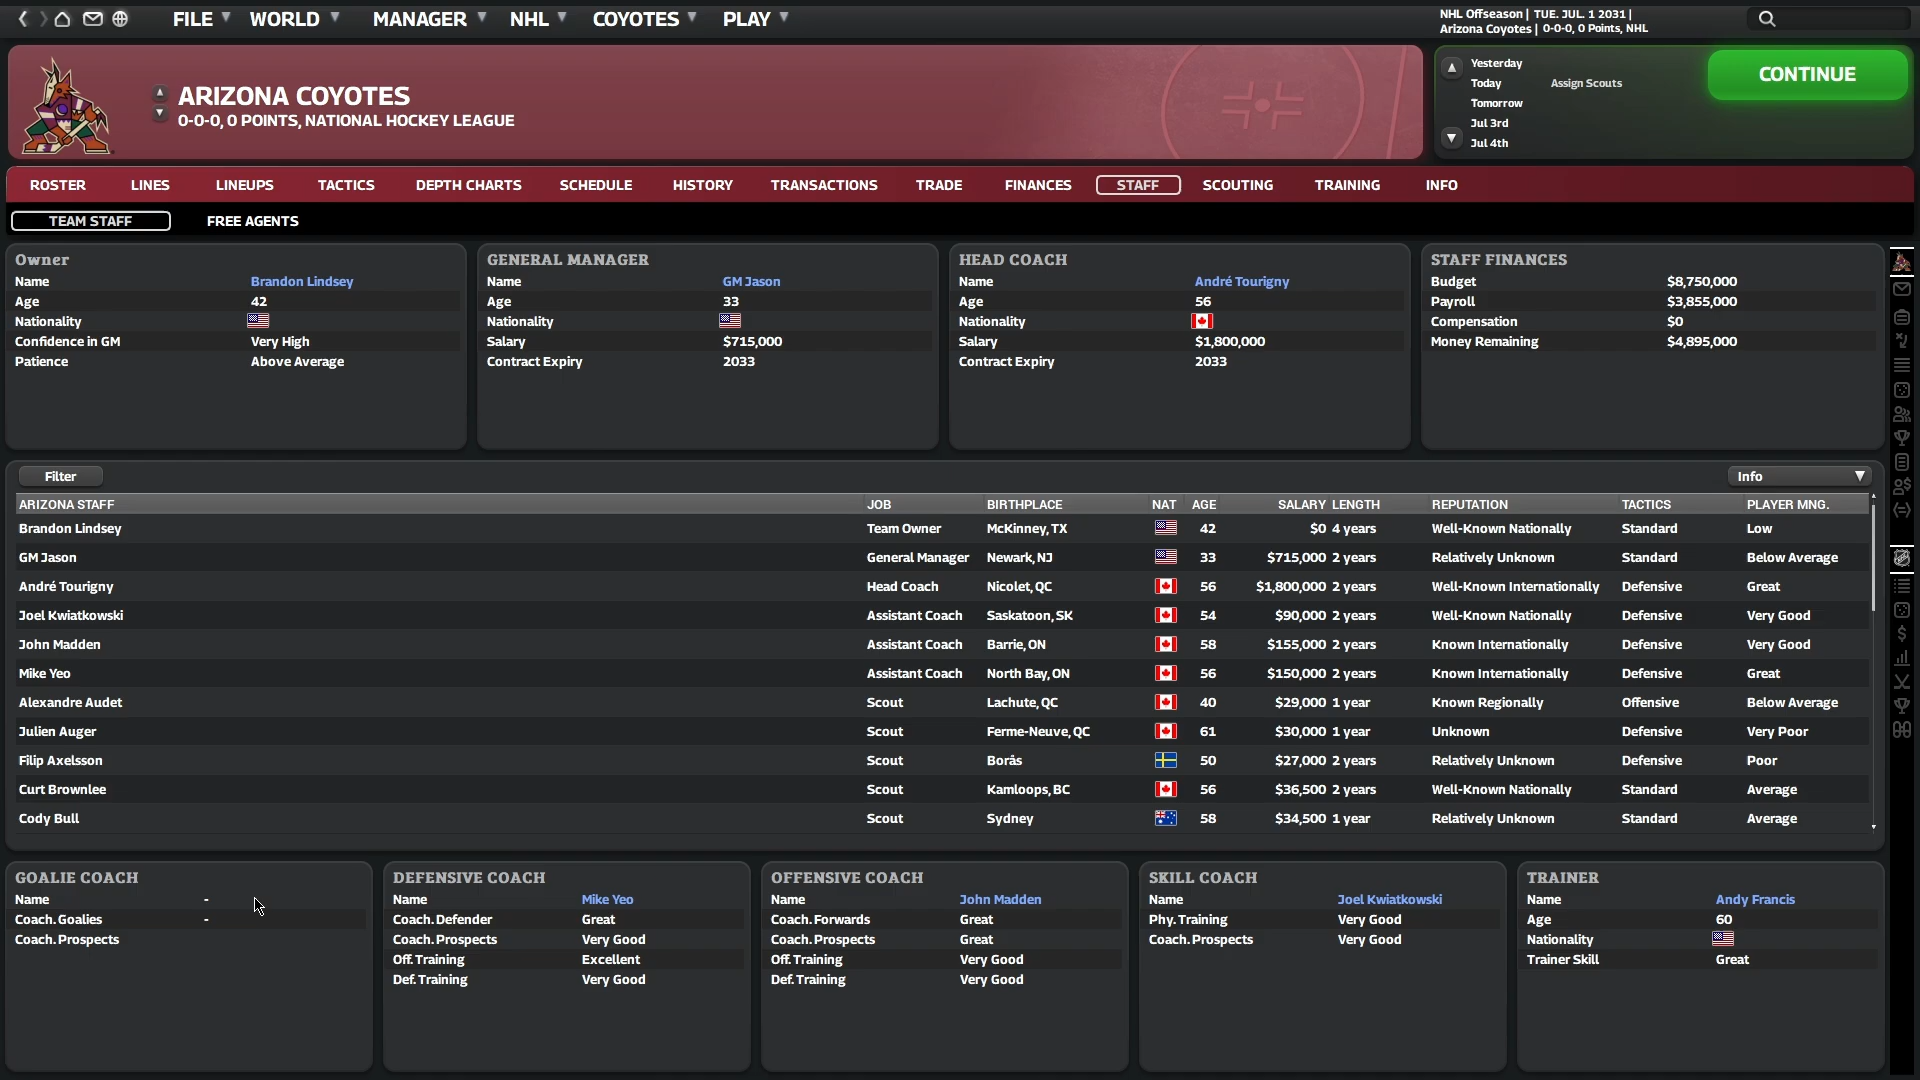 FILE WORLD MANAGER NHL COYOTES PLAY
NHL Offseason | TUE. JUL. 1 2031 |
Arizona Coyotes | 0-0-0, 0 Points, NHL
ARIZONA COYOTES
0-0-0, 0 POINTS, NATIONAL HOCKEY LEAGUE
Yesterday
Today Assign Scouts
Tomorrow
Jul 3rd
Jul 4th
CONTINUE
ROSTER LINES LINEUPS TACTICS DEPTH CHARTS SCHEDULE HISTORY TRANSACTIONS TRADE FINANCES STAFF SCOUTING TRAINING INFO
TEAM STAFF FREE AGENTS
Owner
Name Brandon Lindsey
Age 42
Nationality
Confidence in GM Very High
Patience Above Average
GENERAL MANAGER
Name GM Jason
Age 33
Nationality
Salary $715,000
Contract Expiry 2033
HEAD COACH
Name André Tourigny
Age 56
Nationality
Salary $1,800,000
Contract Expiry 2033
STAFF FINANCES
Budget $8,750,000
Payroll $3,855,000
Compensation $0
Money Remaining $4,895,000
Filter Info
ARIZONA STAFF JOB BIRTHPLACE NAT AGE SALARY LENGTH REPUTATION TACTICS PLAYER MNG.
Brandon Lindsey Team Owner McKinney, TX 42 $0 4 years Well-Known Nationally Standard Low
GM Jason General Manager Newark, NJ 33 $715,000 2 years Relatively Unknown Standard Below Average
André Tourigny Head Coach Nicolet, QC 56 $1,800,000 2 years Well-Known Internationally Defensive Great
Joel Kwiatkowski Assistant Coach Saskatoon, SK 54 $90,000 2 years Well-Known Nationally Defensive Very Good
John Madden Assistant Coach Barrie, ON 58 $155,000 2 years Known Internationally Defensive Very Good
Mike Yeo Assistant Coach North Bay, ON 56 $150,000 2 years Known Internationally Defensive Great
Alexandre Audet Scout Lachute, QC 40 $29,000 1 year Known Regionally Offensive Below Average
Julien Auger Scout Ferme-Neuve, QC 61 $30,000 1 year Unknown Defensive Very Poor
Filip Axelsson Scout Borås 50 $27,000 2 years Relatively Unknown Defensive Poor
Curt Brownlee Scout Kamloops, BC 56 $36,500 2 years Well-Known Nationally Standard Average
Cody Bull Scout Sydney 58 $34,500 1 year Relatively Unknown Standard Average
GOALIE COACH
Name -
Coach. Goalies -
Coach. Prospects
DEFENSIVE COACH
Name Mike Yeo
Coach. Defender Great
Coach. Prospects Very Good
Off. Training Excellent
Def. Training Very Good
OFFENSIVE COACH
Name John Madden
Coach. Forwards Great
Coach. Prospects Great
Off. Training Very Good
Def. Training Very Good
SKILL COACH
Name Joel Kwiatkowski
Phy. Training Very Good
Coach. Prospects Very Good
TRAINER
Name Andy Francis
Age 60
Nationality
Trainer Skill Great